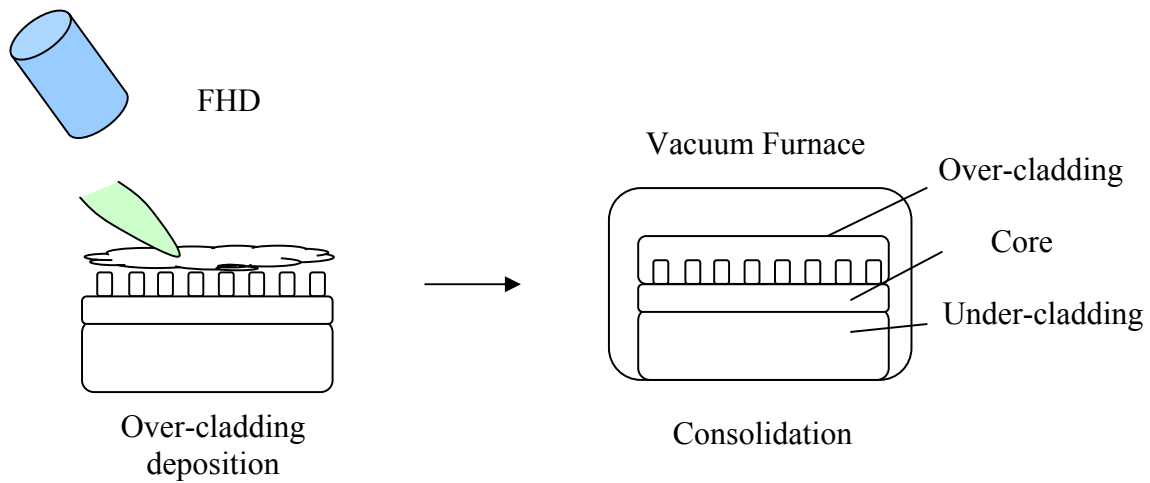 FHD
Over-cladding
deposition
Vacuum Furnace
Over-cladding
Core
Under-cladding
Consolidation